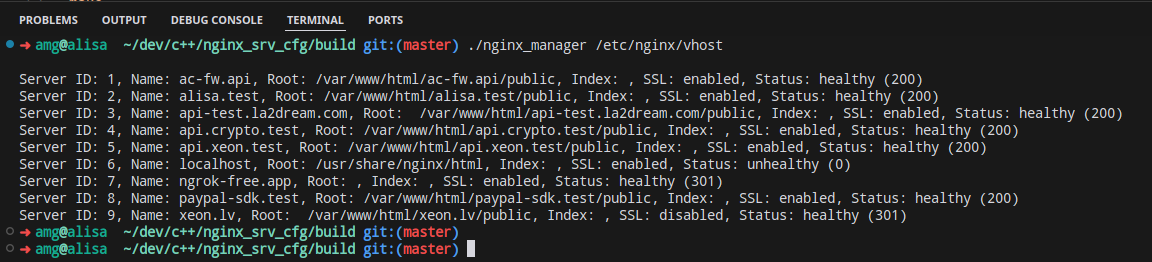 PROBLEMS OUTPUT DEBUG CONSOLE TERMINAL PORTS
➜ amg@alisa ~/dev/c++/nginx_srv_cfg/build git:(master) ./nginx_manager /etc/nginx/vhost
Server ID: 1, Name: ac-fw.api, Root: /var/www/html/ac-fw.api/public, Index: , SSL: enabled, Status: healthy (200)
Server ID: 2, Name: alisa.test, Root: /var/www/html/alisa.test/public, Index: , SSL: enabled, Status: healthy (200)
Server ID: 3, Name: api-test.la2dream.com, Root:  /var/www/html/api-test.la2dream.com/public, Index: , SSL: enabled, Status: healthy (200)
Server ID: 4, Name: api.crypto.test, Root: /var/www/html/api.crypto.test/public, Index: , SSL: enabled, Status: healthy (200)
Server ID: 5, Name: api.xeon.test, Root: /var/www/html/api.xeon.test/public, Index: , SSL: enabled, Status: healthy (200)
Server ID: 6, Name: localhost, Root: /usr/share/nginx/html, Index: , SSL: enabled, Status: unhealthy (0)
Server ID: 7, Name: ngrok-free.app, Root: , Index: , SSL: enabled, Status: healthy (301)
Server ID: 8, Name: paypal-sdk.test, Root: /var/www/html/paypal-sdk.test/public, Index: , SSL: enabled, Status: healthy (200)
Server ID: 9, Name: xeon.lv, Root:  /var/www/html/xeon.lv/public, Index: , SSL: disabled, Status: healthy (301)
➜ amg@alisa ~/dev/c++/nginx_srv_cfg/build git:(master)
➜ amg@alisa ~/dev/c++/nginx_srv_cfg/build git:(master)